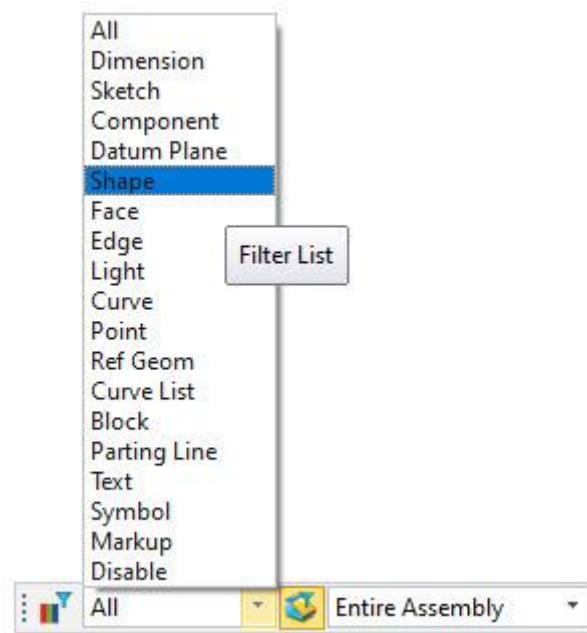 All
Dimension
Sketch
Component
Datum Plane
Shape
Face
Edge
Filter List
Light
Curve
Point
Ref Geom
Curve List
Block
Parting Line
Text
Symbol
Markup
Disable
All Entire Assembly